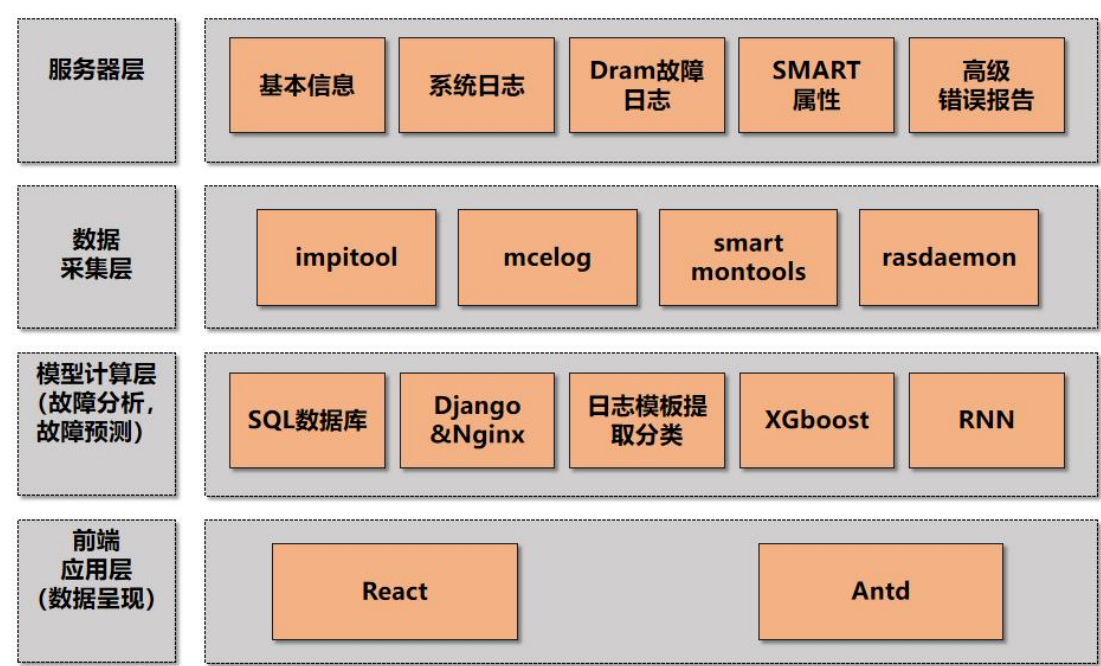 服务器层
基本信息
系统日志
Dram故障
日志
SMART
属性
高级
错误报告
数据
采集层
impitool
mcelog
smart
montools
rasdaemon
模型计算层
(故障分析,
故障预测)
SQL数据库
Django
&Nginx
日志模板提
取分类
XGboost
RNN
前端
应用层
(数据呈现)
React
Antd